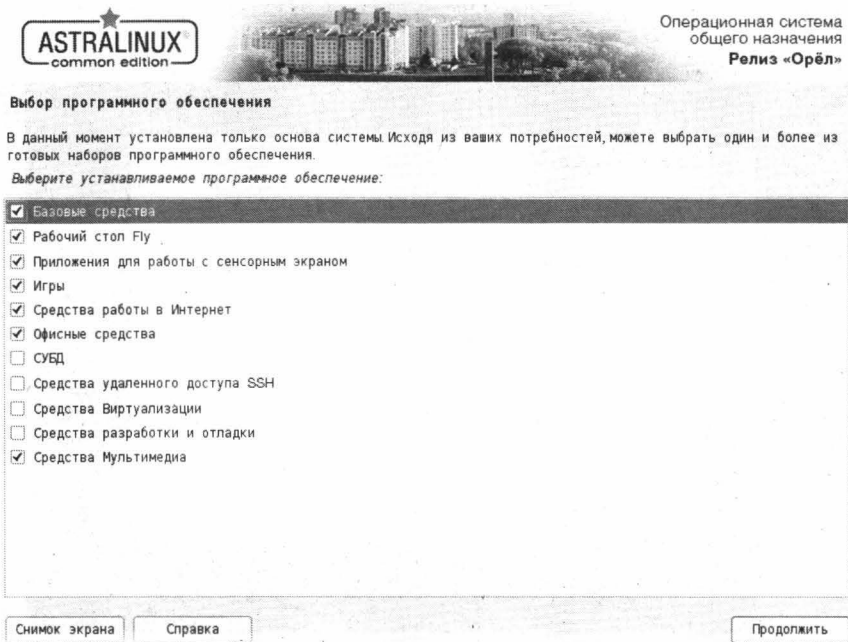 ASTRALINUX®
common edition
Операционная система
общего назначения
Релиз «Орёл»
Выбор программного обеспечения
В данный момент установлена только основа системы. Исходя из ваших потребностей, можете выбрать один и более из
готовых наборов программного обеспечения.
Выберите устанавливаемое программное обеспечение:
Базовые средства
Рабочий стол Fly
Приложения для работы с сенсорным экраном
Игры
Средства работы в Интернет
Офисные средства
СУБД
Средства удаленного доступа SSH
Средства Виртуализации
Средства разработки и отладки
Средства Мультимедиа
Снимок экрана
Справка
Продолжить